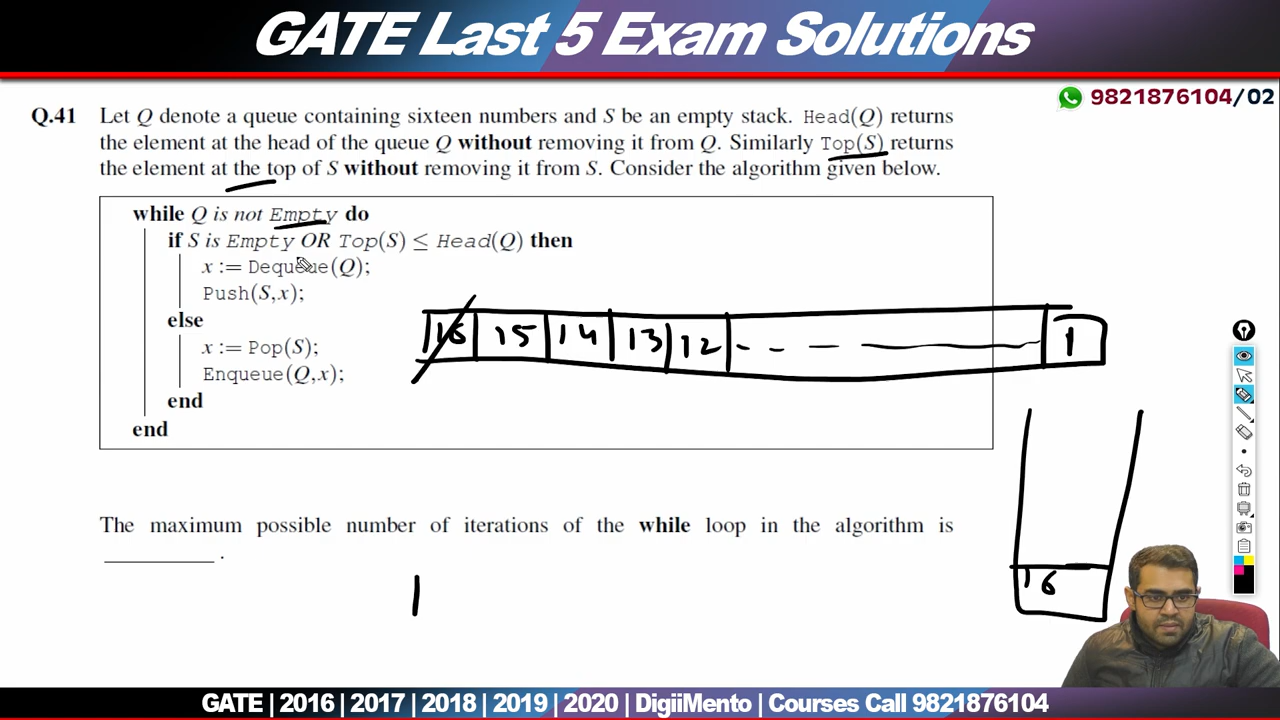 GATE Last 5 Exam Solutions
9821876104/02
Q.41 Let Q denote a queue containing sixteen numbers and S be an empty stack. Head(Q) returns
the element at the head of the queue Q without removing it from Q. Similarly Top(S) returns
the element at the top of S without removing it from S. Consider the algorithm given below.
while Q is not Empty do
if S is Empty OR Top(S) ≤ Head(Q) then
x := Dequeue(Q);
Push(S,x);
else
x := Pop(S);
Enqueue(Q,x);
end
end
16 15 14 13 12 1
The maximum possible number of iterations of the while loop in the algorithm is
________ .
16
1
GATE | 2016 | 2017 | 2018 | 2019 | 2020 | DigiiMento | Courses Call 9821876104